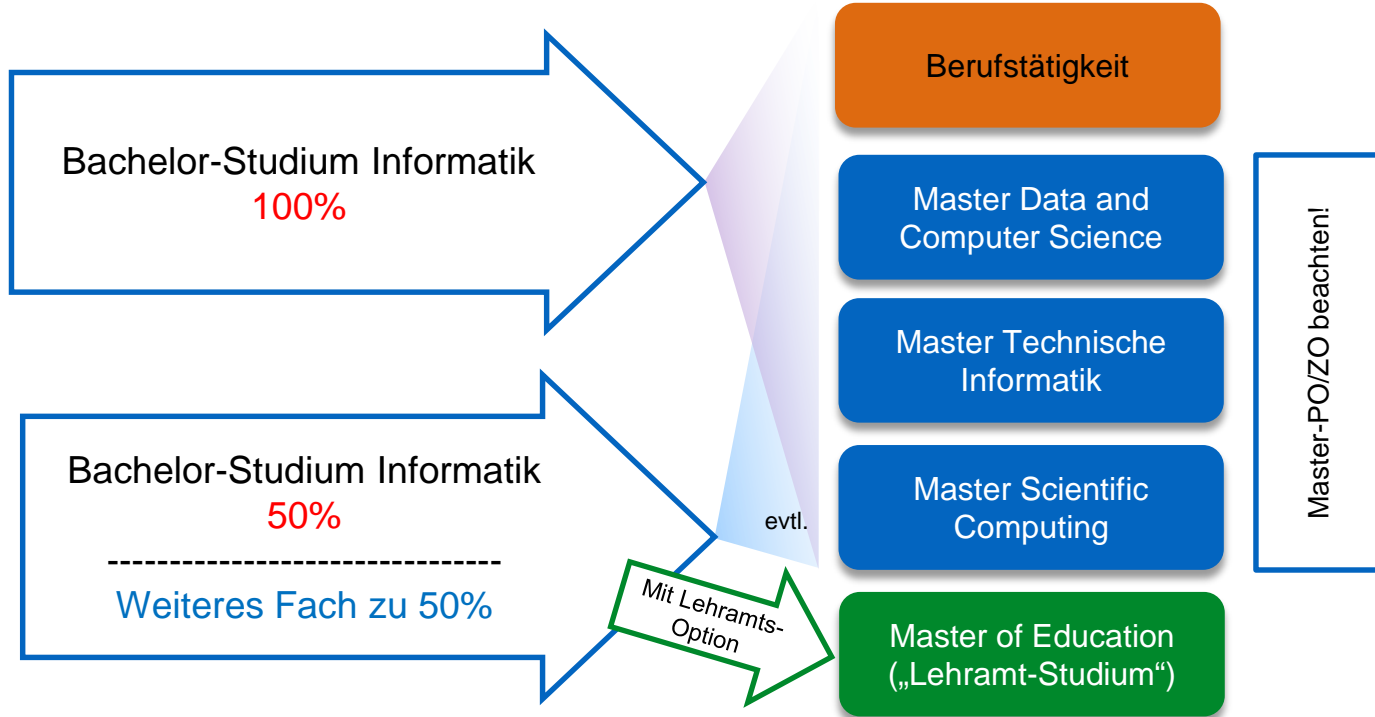 Bachelor-Studium Informatik
100%
Bachelor-Studium Informatik
50%
--------------------------------
Weiteres Fach zu 50%
evtl.
Mit Lehramts-
Option
Berufstätigkeit
Master Data and
Computer Science
Master Technische
Informatik
Master Scientific
Computing
Master of Education
(„Lehramt-Studium“)
Master-PO/ZO beachten!